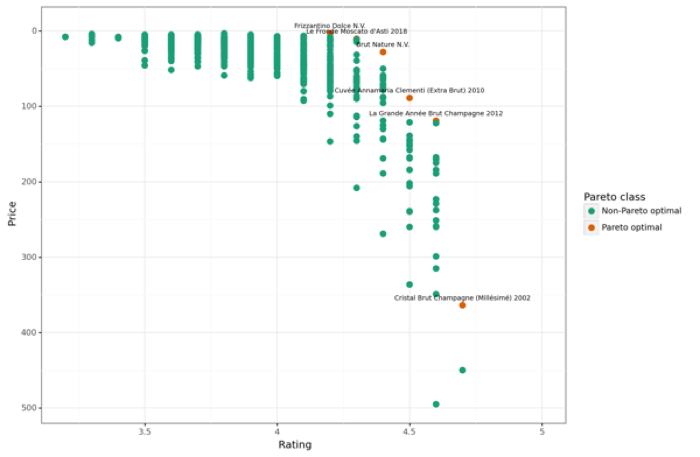 Frizzantino Dolce N.V.
Le Fronde Moscato d'Asti 2018
Brut Nature N.V.
Cuvée Annamaria Clementi (Extra Brut) 2010
La Grande Année Brut Champagne 2012
Cristal Brut Champagne (Millésimé) 2002
0
100
200
300
400
500
Price
3.5
4
4.5
5
Rating
Pareto class
Non-Pareto optimal
Pareto optimal